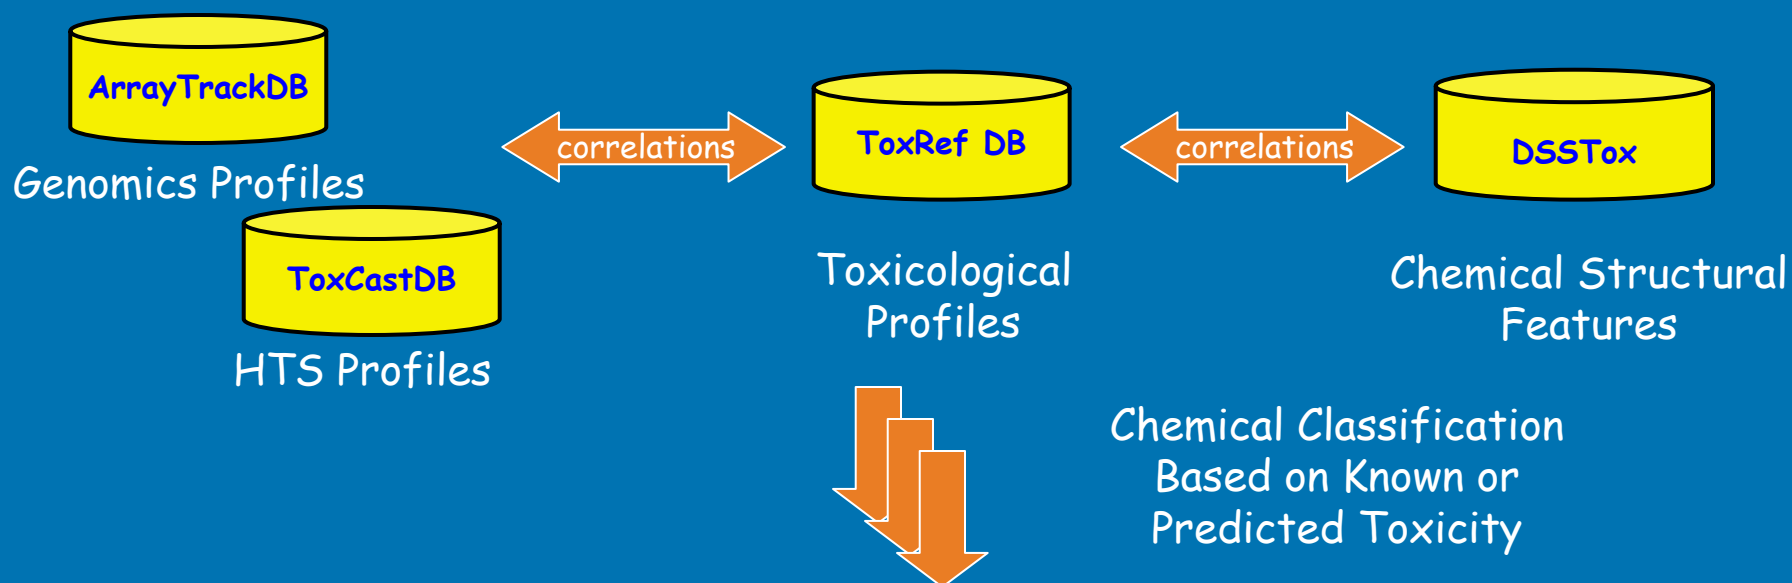 ArrayTrackDB
Genomics Profiles
ToxCastDB
HTS Profiles
correlations
ToxRef DB
Toxicological
Profiles
correlations
DSSTox
Chemical Structural
Features
Chemical Classification
Based on Known or
Predicted Toxicity